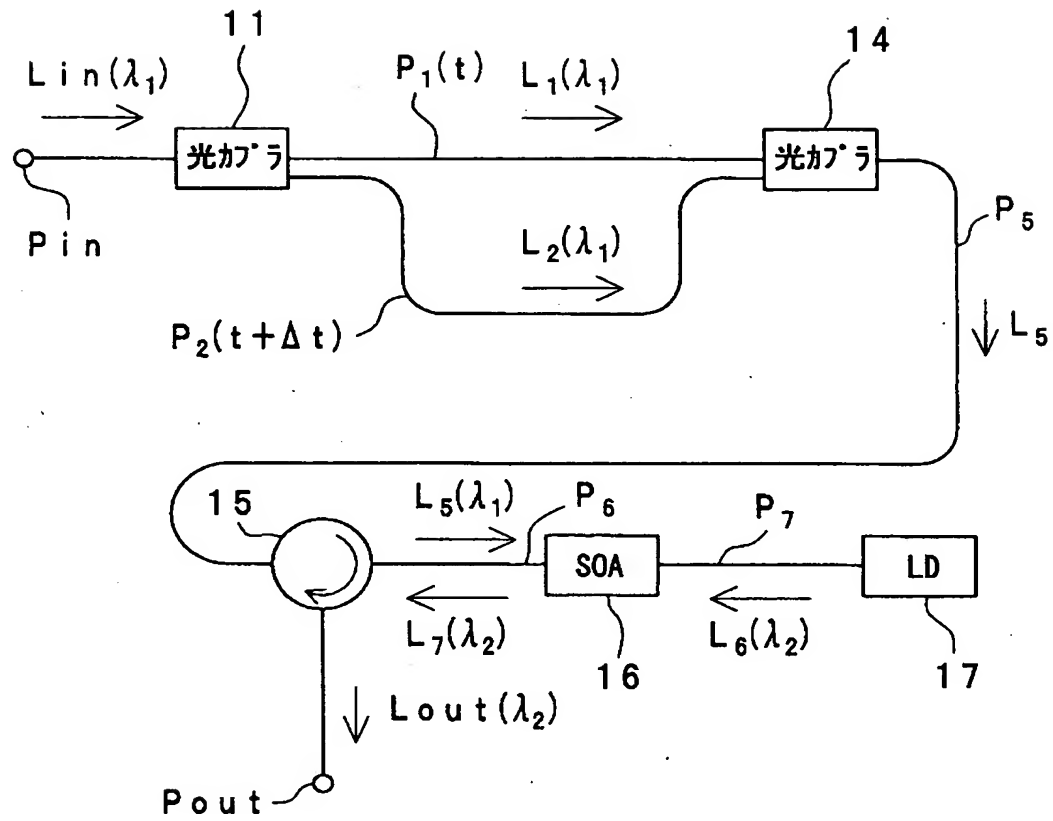 11
14
Lin(λ₁)
P₁(t)
L₁(λ₁)
光カプラ
光カプラ
Pin
L₂(λ₁)
P₅
P₂(t+Δt)
L₅
15
L₅(λ₁)
P₆
P₇
SOA
LD
L₇(λ₂)
L₆(λ₂)
16
17
Lout(λ₂)
Pout